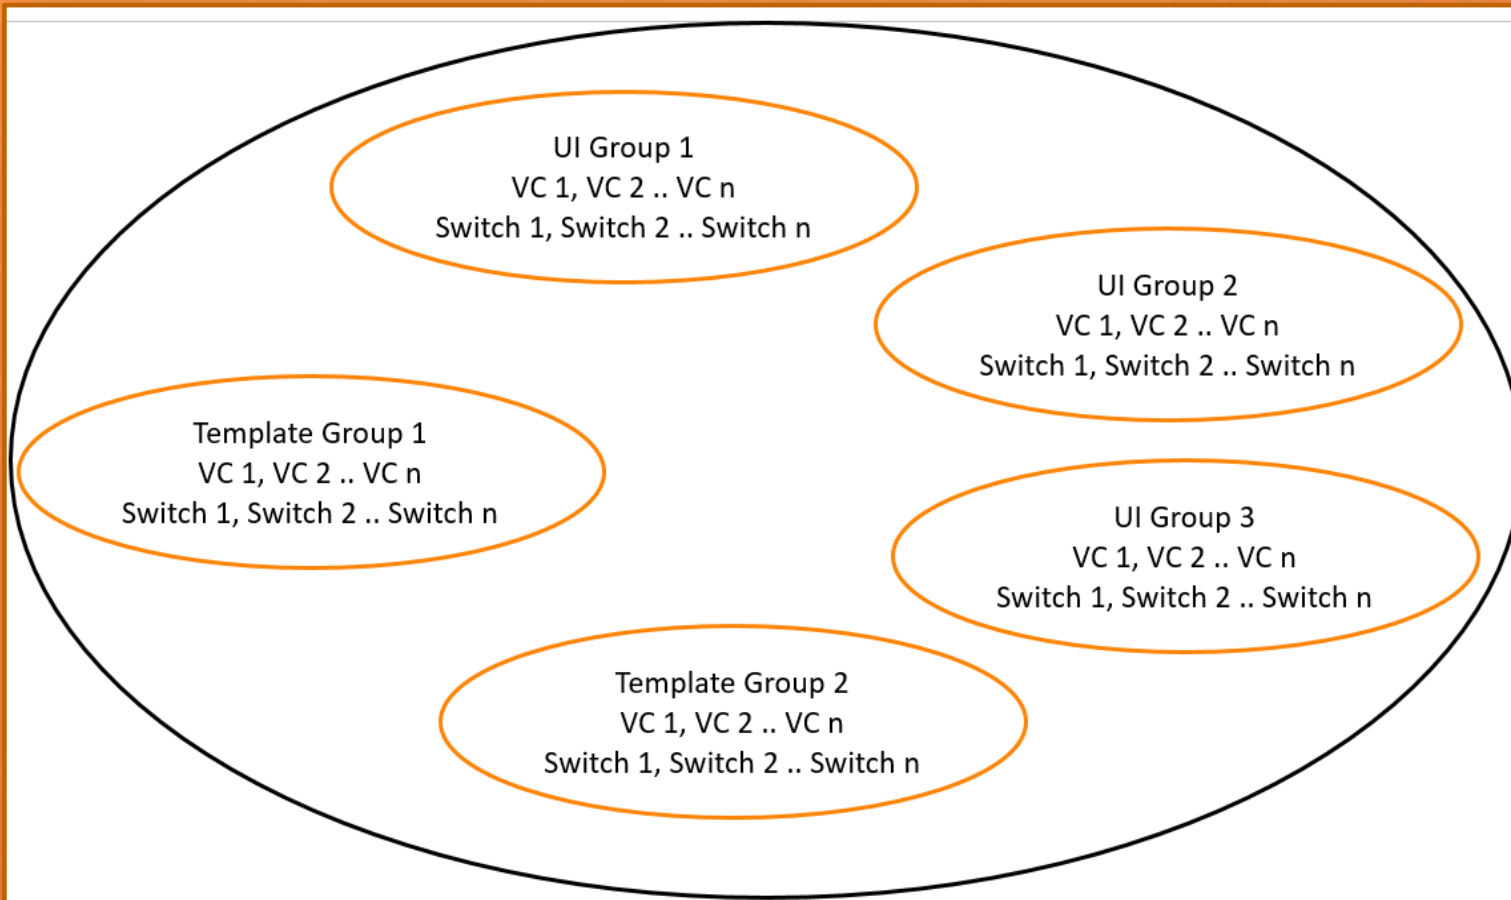 UI Group 1
VC 1, VC 2 .. VC n
Switch 1, Switch 2 .. Switch n
UI Group 2
VC 1, VC 2 .. VC n
Switch 1, Switch 2 .. Switch n
Template Group 1
VC 1, VC 2 .. VC n
Switch 1, Switch 2 .. Switch n
UI Group 3
VC 1, VC 2 .. VC n
Switch 1, Switch 2 .. Switch n
Template Group 2
VC 1, VC 2 .. VC n
Switch 1, Switch 2 .. Switch n